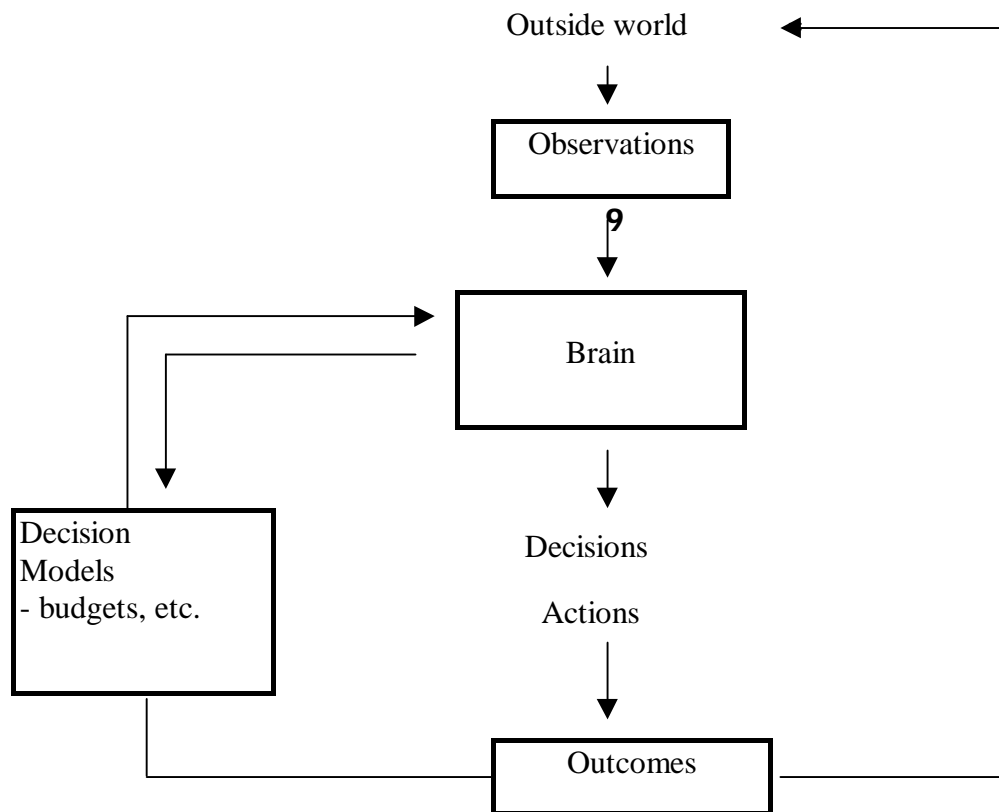 Outside world
Observations
9
Brain
Decision
Models
- budgets, etc.
Decisions
Actions
Outcomes